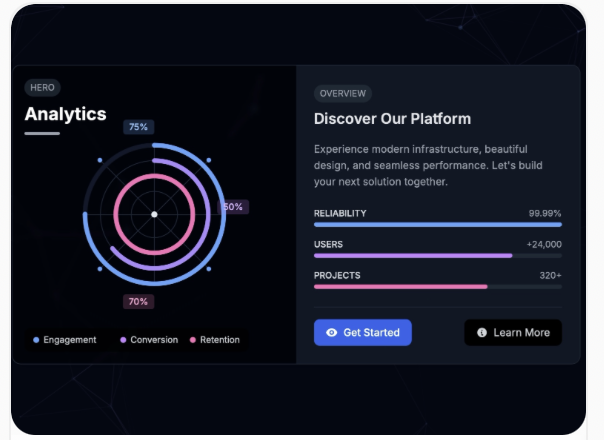 HERO
Analytics
75%
50%
70%
Engagement
Conversion
Retention
OVERVIEW
Discover Our Platform
Experience modern infrastructure, beautiful
design, and seamless performance. Let's build
your next solution together.
RELIABILITY 99.99%
USERS +24,000
PROJECTS 320+
Get Started
Learn More